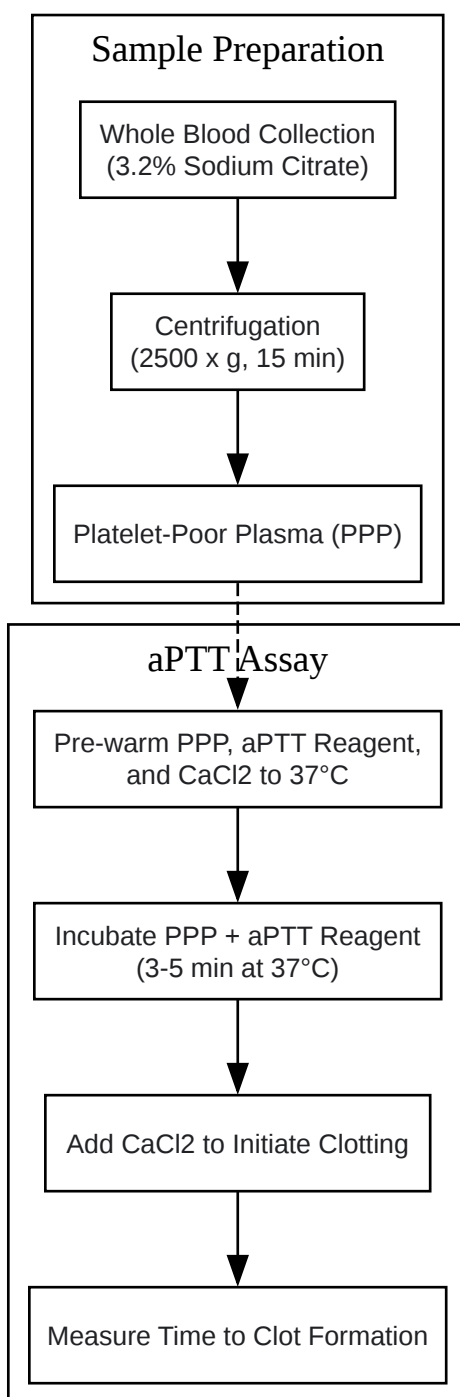 Sample Preparation
Whole Blood Collection
(3.2% Sodium Citrate)
Centrifugation
(2500 x g, 15 min)
Platelet-Poor Plasma (PPP)
aPTT Assay
Pre-warm PPP, aPTT Reagent,
and CaCl2 to 37°C
Incubate PPP + aPTT Reagent
(3-5 min at 37°C)
Add CaCl2 to Initiate Clotting
Measure Time to Clot Formation